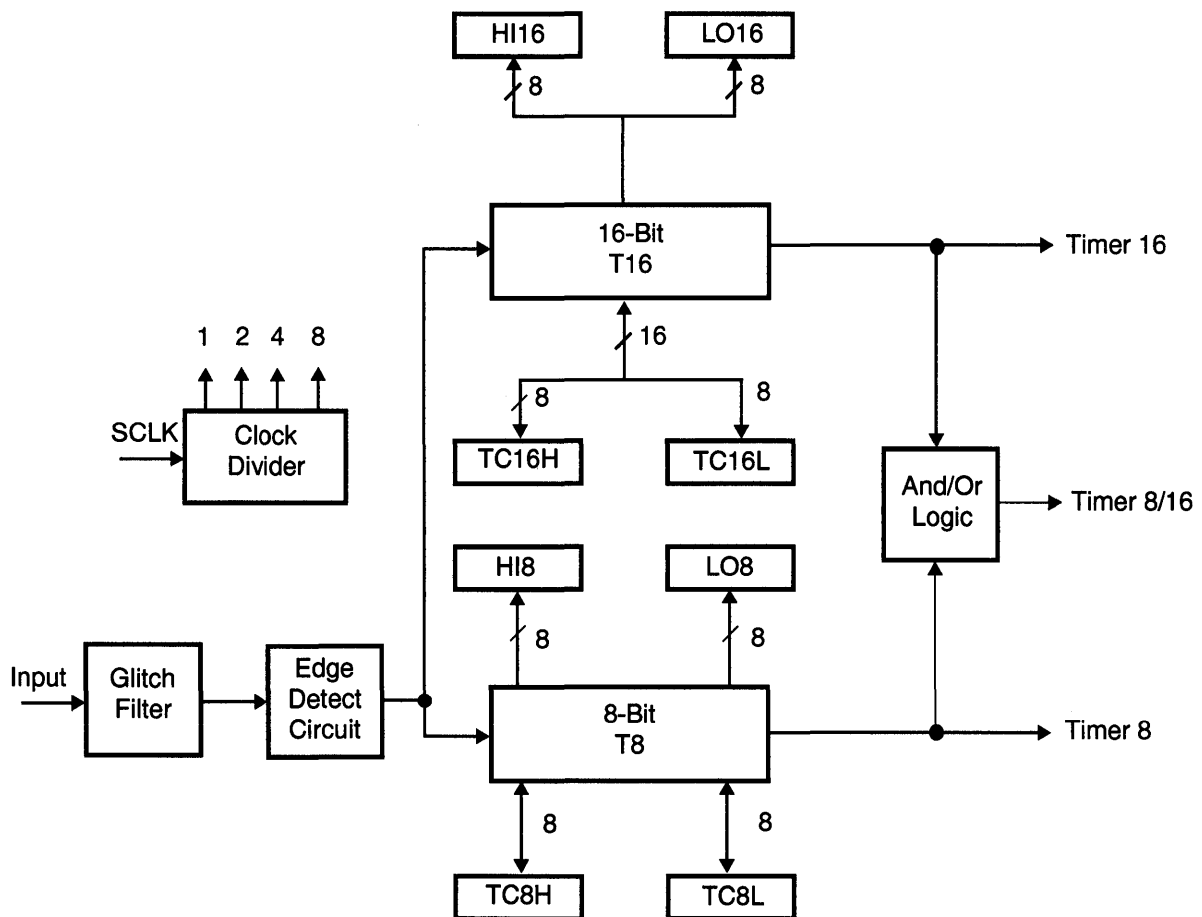 HI16
LO16
8
8
16-Bit
T16
Timer 16
1 2 4 8
16
8
8
SCLK
Clock
Divider
TC16H
TC16L
And/Or
Logic
Timer 8/16
HI8
LO8
8
8
Input
Glitch
Filter
Edge
Detect
Circuit
8-Bit
T8
Timer 8
8
8
TC8H
TC8L